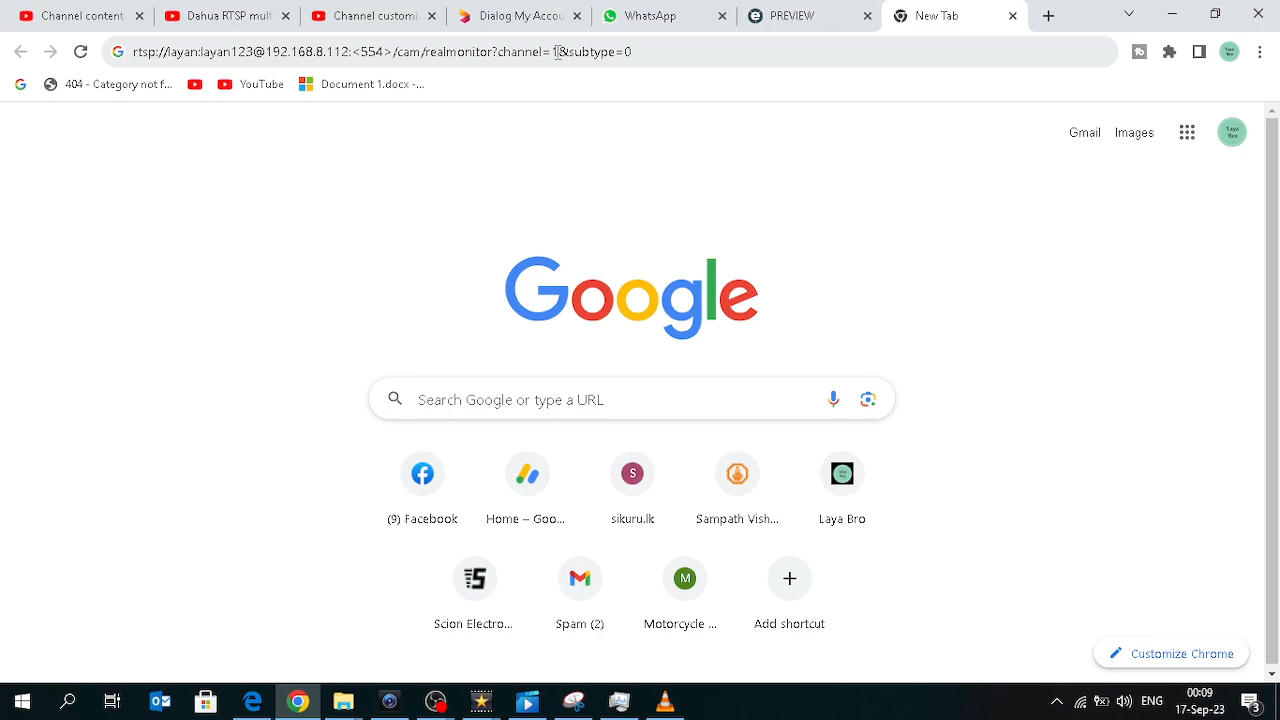 Channel content
Dahua RTSP mult
Channel customi
Dialog My Accou
WhatsApp
PREVIEW
New Tab
rtsp://layan:layan123@192.168.8.112:<554>/cam/realmonitor?channel=1&subtype=0
404 - Category not f...
YouTube
Document 1.docx -...
Gmail
Images
Laya Bro
Google
Search Google or type a URL
S
(9) Facebook
Home – Goo...
sikuru.lk
Sampath Vish...
Laya Bro
S
M
Scion Electro...
Spam (2)
Motorcycle ...
Add shortcut
Customize Chrome
ENG
00:09
17-Sep-23
3